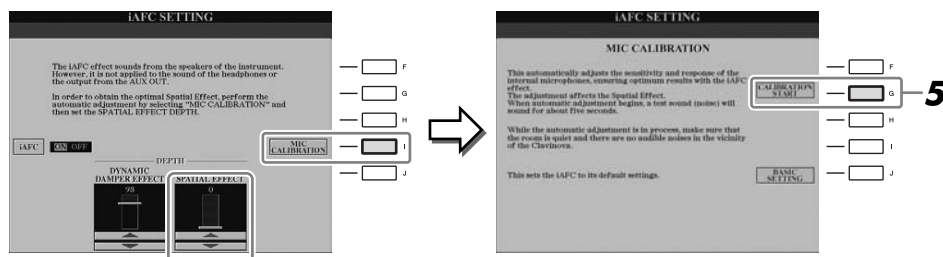 iAFC SETTING
The iAFC effect sounds from the speakers of the instrument.
However, it is not applied to the sound of the headphones or
the output from the AUX OUT.
In order to obtain the optimal Spatial Effect, perform the
automatic adjustment by selecting "MIC CALIBRATION" and
then set the SPATIAL EFFECT DEPTH.
iAFC ON OFF
MIC
CALIBRATION
DEPTH
DYNAMIC
DAMPER EFFECT
98
SPATIAL EFFECT
0
F
G
H
I
J
iAFC SETTING
MIC CALIBRATION
This automatically adjusts the sensitivity and response of the
internal microphones, ensuring optimum results with the iAFC
effect.
The adjustment affects the Spatial Effect.
When automatic adjustment begins, a test sound (noise) will
sound for about five seconds.
CALIBRATION
START
While the automatic adjustment is in process, make sure that
the room is quiet and there are no audible noises in the vicinity
of the Clavinova.
This sets the iAFC to its default settings.
BASIC
SETTING
F
G
H
I
J
5